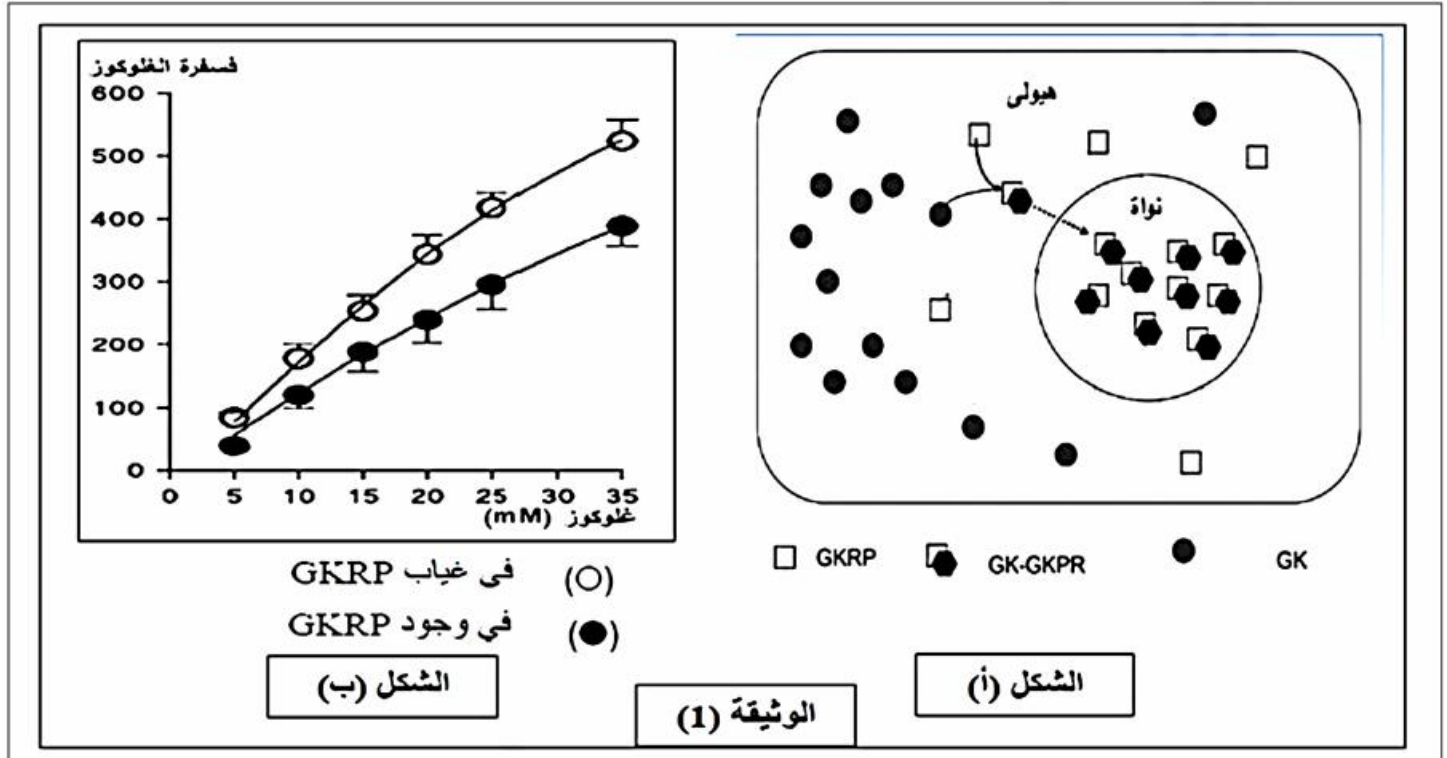 هيولى
نواة
GKRP
GK-GKPR
GK
الشكل (أ)
فسفرة الغلوكوز
600
500
400
300
200
100
0
0 5 10 15 20 25 30 35
غلوكوز (mM)
(○) في غياب GKRP
(●) في وجود GKRP
الشكل (ب)
الوثيقة (1)